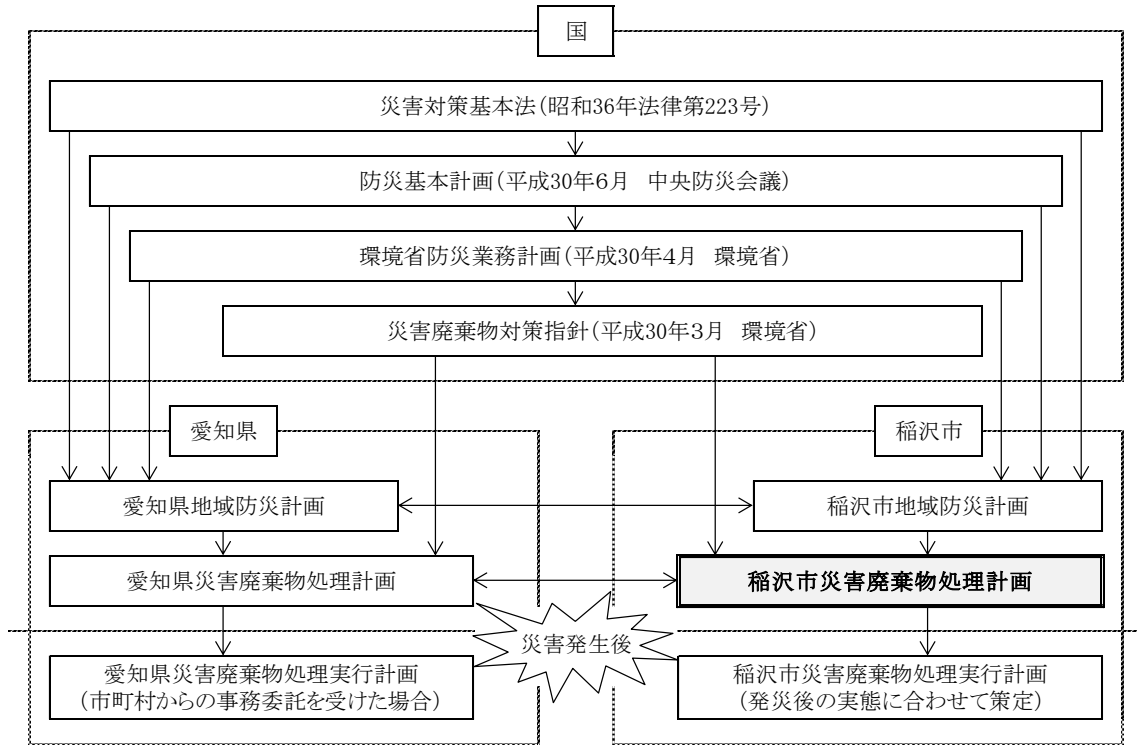 国
災害対策基本法(昭和36年法律第223号)
防災基本計画(平成30年6月　中央防災会議)
環境省防災業務計画(平成30年4月　環境省)
災害廃棄物対策指針(平成30年3月　環境省)
愛知県
稲沢市
愛知県地域防災計画
稲沢市地域防災計画
愛知県災害廃棄物処理計画
稲沢市災害廃棄物処理計画
災害発生後
愛知県災害廃棄物処理実行計画
(市町村からの事務委託を受けた場合)
稲沢市災害廃棄物処理実行計画
(発災後の実態に合わせて策定)